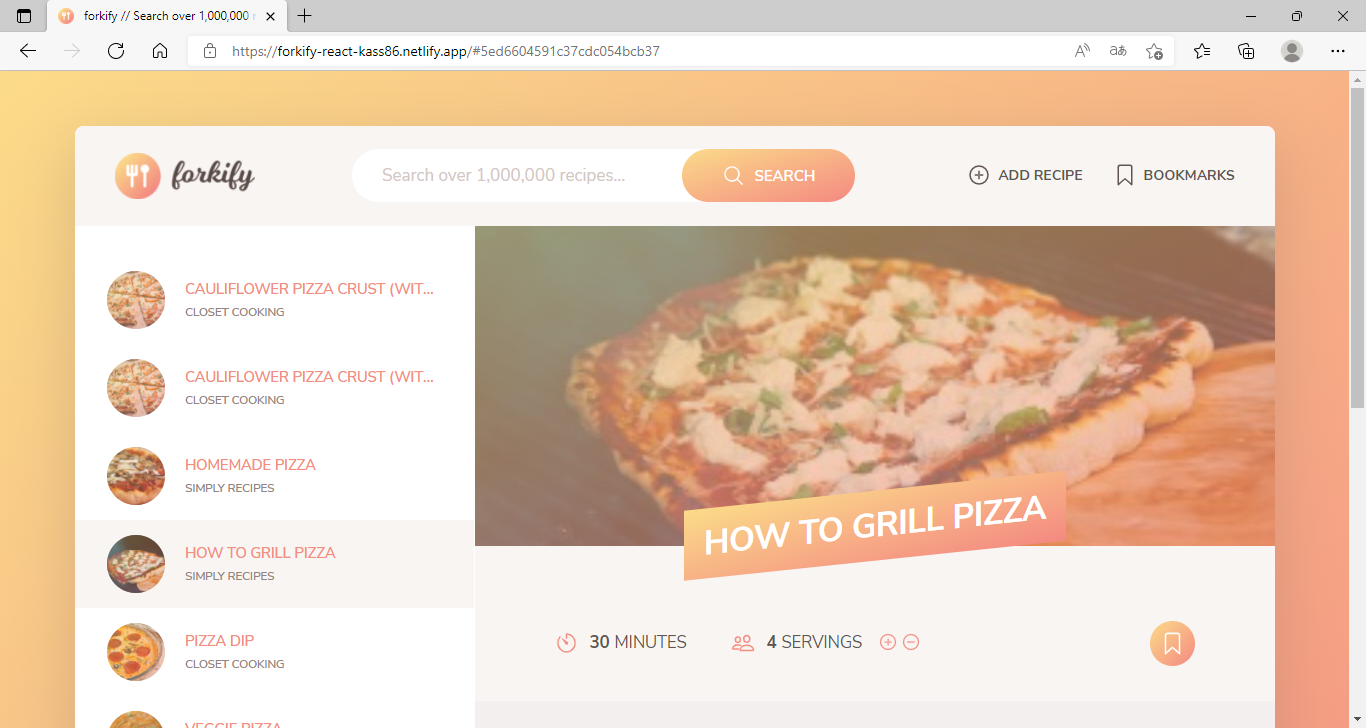 forkify // Search over 1,000,000
https://forkify-react-kass86.netlify.app/#5ed6604591c37cdc054bcb37
forkify
Search over 1,000,000 recipes...
SEARCH
ADD RECIPE
BOOKMARKS
CAULIFLOWER PIZZA CRUST (WIT...
CLOSET COOKING
CAULIFLOWER PIZZA CRUST (WIT...
CLOSET COOKING
HOMEMADE PIZZA
SIMPLY RECIPES
HOW TO GRILL PIZZA
SIMPLY RECIPES
PIZZA DIP
CLOSET COOKING
VEGGIE PIZZA
HOW TO GRILL PIZZA
30 MINUTES
4 SERVINGS